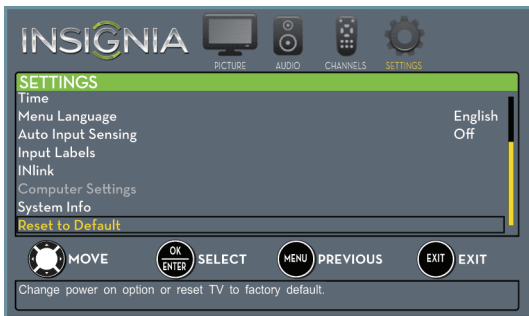 INSIGNIA
PICTURE AUDIO CHANNELS SETTINGS
SETTINGS
Time
Menu Language English
Auto Input Sensing Off
Input Labels
INlink
Computer Settings
System Info
Reset to Default
MOVE OK ENTER SELECT MENU PREVIOUS EXIT EXIT
Change power on option or reset TV to factory default.